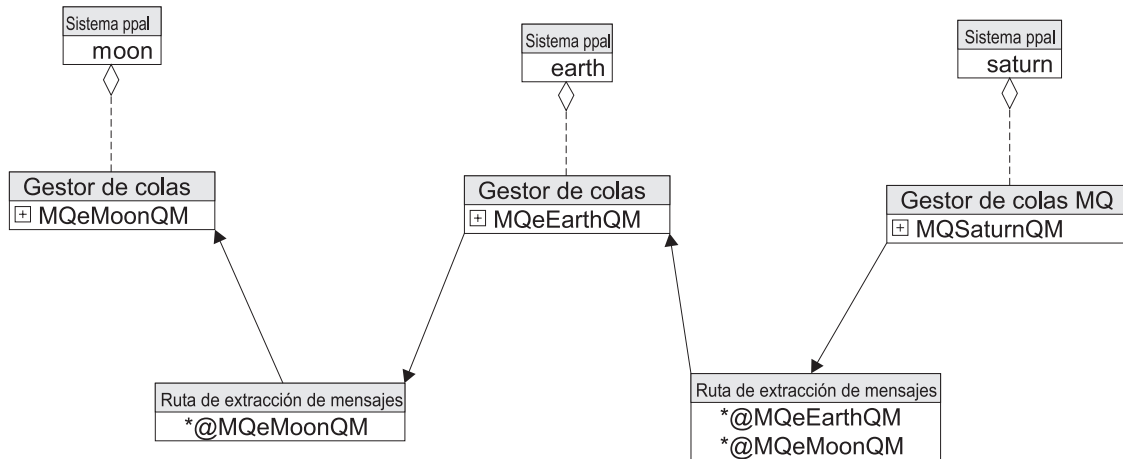 Sistema ppal
moon
Sistema ppal
earth
Sistema ppal
saturn
Gestor de colas
MQeMoonQM
Gestor de colas
MQeEarthQM
Gestor de colas MQ
MQSaturnQM
Ruta de extracción de mensajes
*@MQeMoonQM
Ruta de extracción de mensajes
*@MQeEarthQM
*@MQeMoonQM